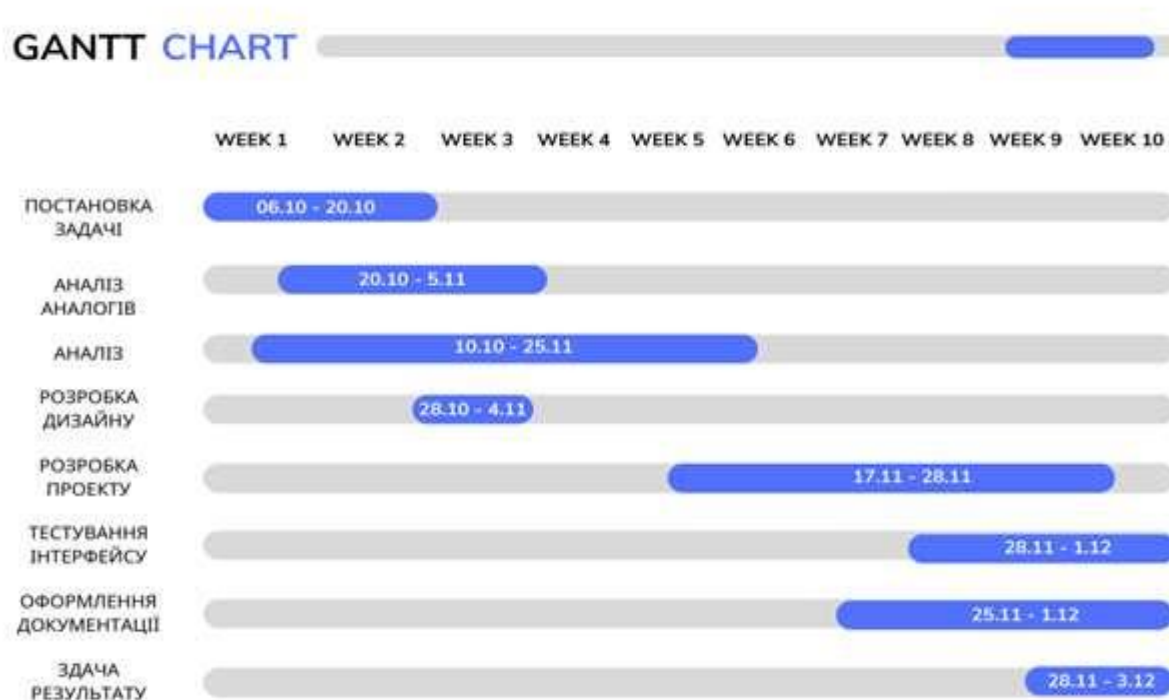 GANTT CHART
WEEK 1 WEEK 2 WEEK 3 WEEK 4 WEEK 5 WEEK 6 WEEK 7 WEEK 8 WEEK 9 WEEK 10
ПОСТАНОВКА
ЗАДАЧІ
06.10 - 20.10
АНАЛІЗ
АНАЛОГІВ
20.10 - 5.11
АНАЛІЗ
10.10 - 25.11
РОЗРОБКА
ДИЗАЙНУ
28.10 - 4.11
РОЗРОБКА
ПРОЕКТУ
17.11 - 28.11
ТЕСТУВАННЯ
ІНТЕРФЕЙСУ
28.11 - 1.12
ОФОРМЛЕННЯ
ДОКУМЕНТАЦІЇ
25.11 - 1.12
ЗДАЧА
РЕЗУЛЬТАТУ
28.11 - 3.12